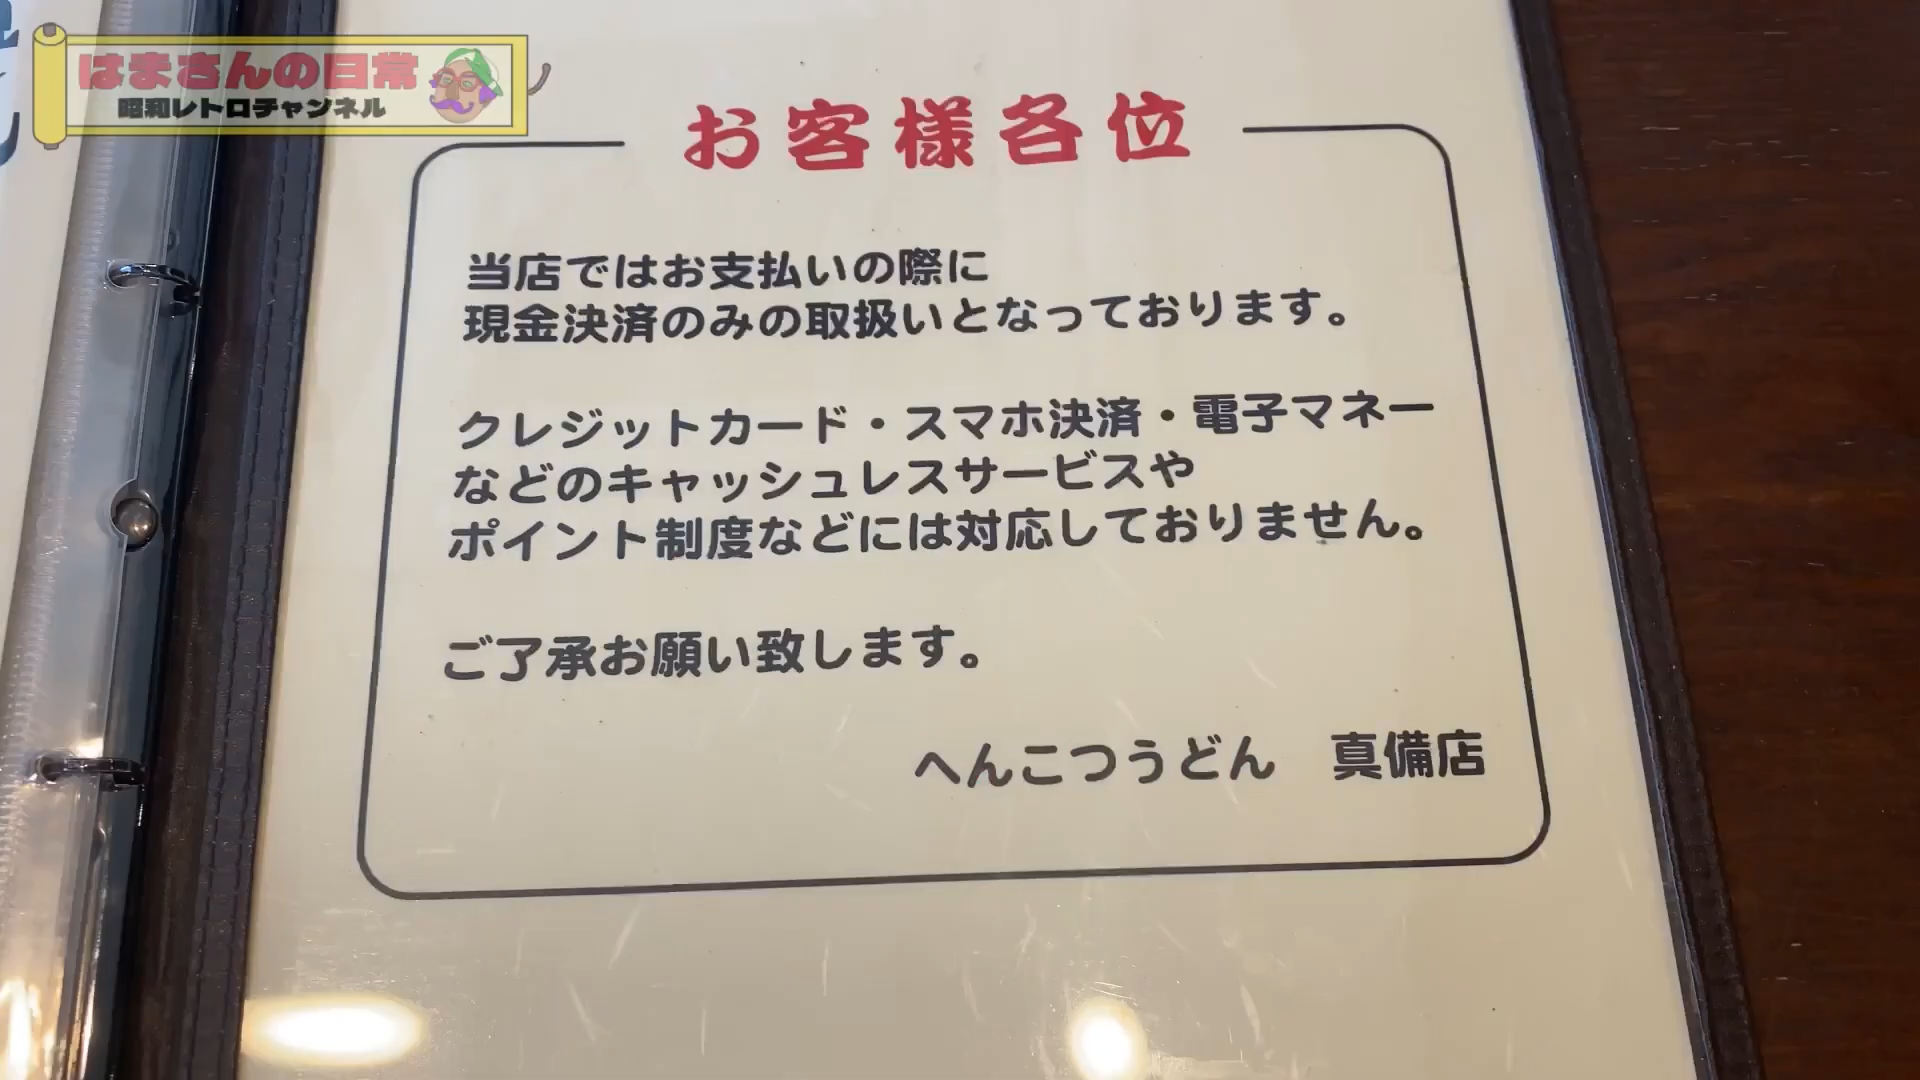 はまさんの日常
昭和レトロチャンネル
お客様各位
当店ではお支払いの際に
現金決済のみの取扱いとなっております。
クレジットカード・スマホ決済・電子マネー
などのキャッシュレスサービスや
ポイント制度などには対応しておりません。
ご了承お願い致します。
へんこつうどん　真備店